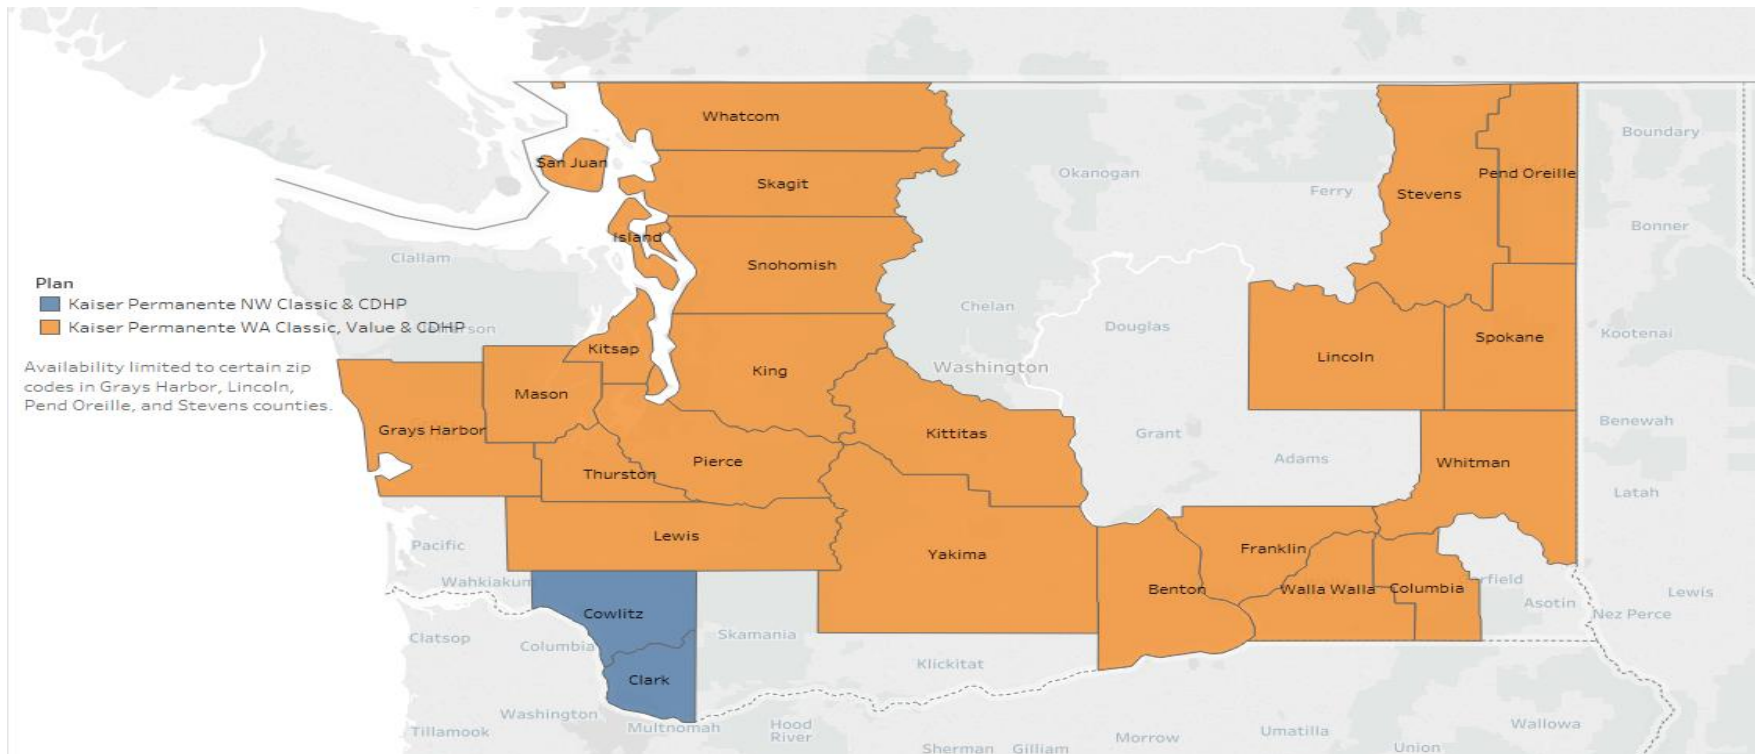 Whatcom
Boundary
San Juan
Okanogan
Pend Oreille
Skagit
Ferry
Stevens
Bonner
Island
Clallam
Snohomish
Plan
Kaiser Permanente NW Classic & CDHP
Kaiser Permanente WA Classic, Value & CDHP
Chelan
Douglas
Kootenai
Spokane
Kitsap
Lincoln
Availability limited to certain zip
codes in Grays Harbor, Lincoln,
Pend Oreille, and Stevens counties.
King
Washington
Mason
Benewah
Grays Harbor
Kittitas
Grant
Pierce
Adams
Whitman
Thurston
Latah
Lewis
Pacific
Franklin
Yakima
Wahkiakum
Benton
Walla Walla
Columbia
rfield
Asotin
Lewis
Nez Perce
Cowlitz
Clatsop
Columbia
Skamania
Klickitat
Clark
Washington
Multnomah
Tillamook
Hood
River
Morrow
Umatilla
Wallowa
Sherman
Gilliam
Union